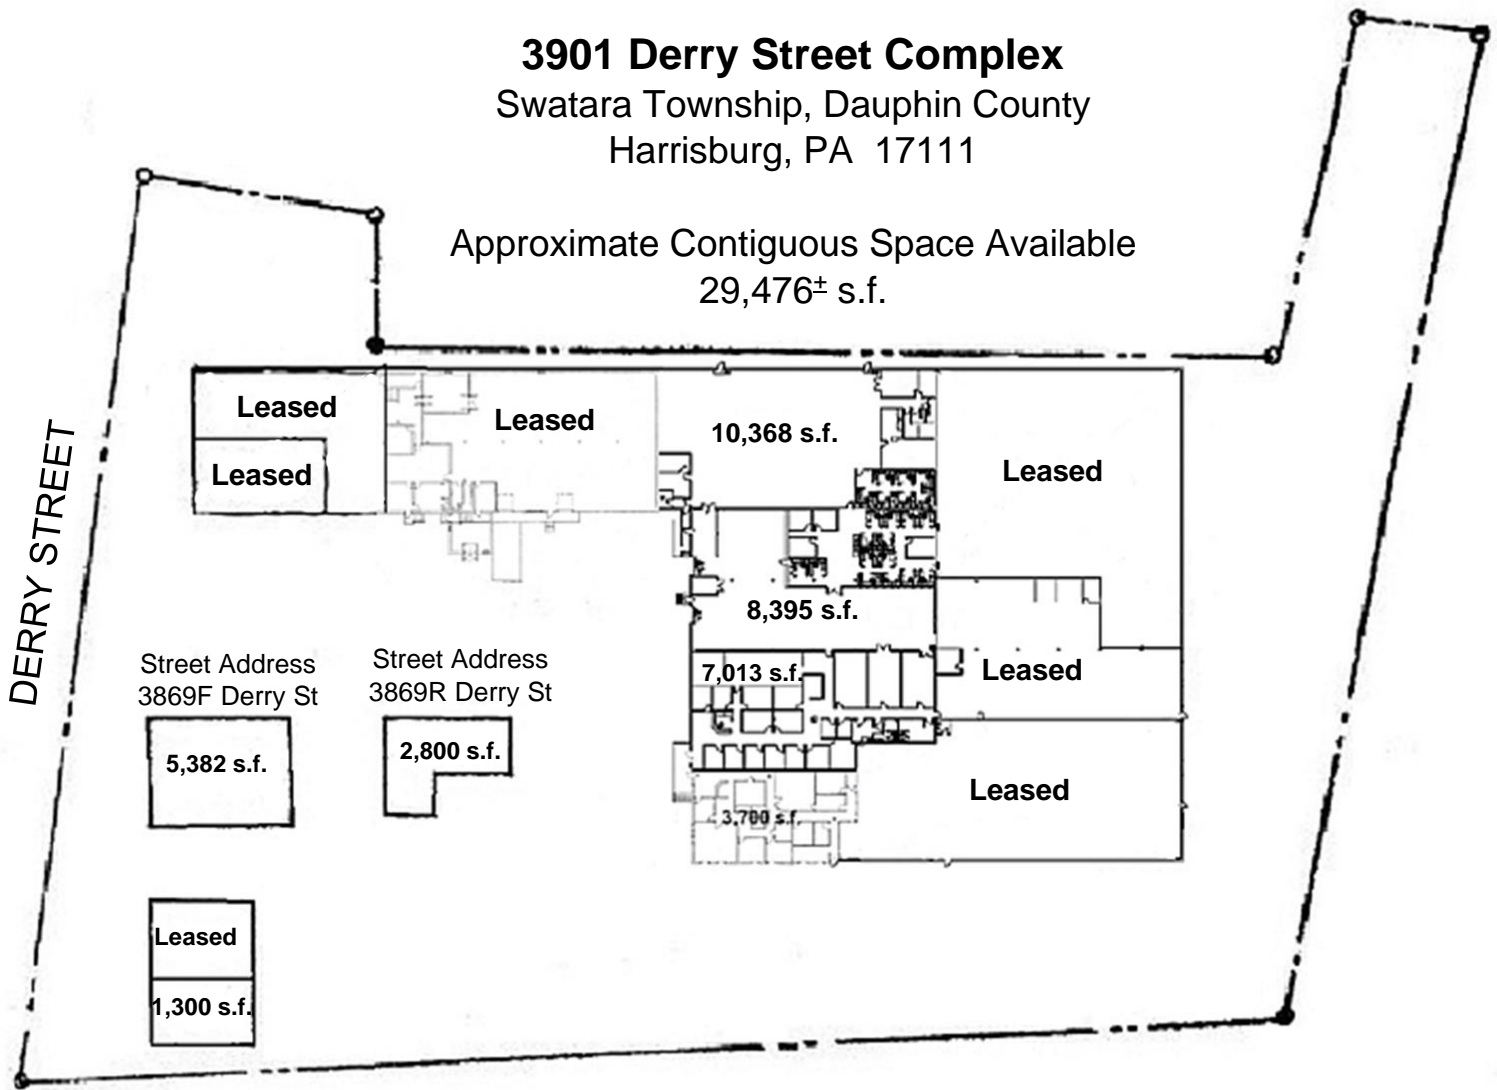 3901 Derry Street Complex
Swatara Township, Dauphin County
Harrisburg, PA 17111
Approximate Contiguous Space Available
29,476± s.f.
DERRY STREET
Leased
Leased
Leased
10,368 s.f.
Leased
8,395 s.f.
7,013 s.f.
Leased
Street Address
3869F Derry St
Street Address
3869R Derry St
5,382 s.f.
2,800 s.f.
Leased
3,700 s.f.
Leased
1,300 s.f.